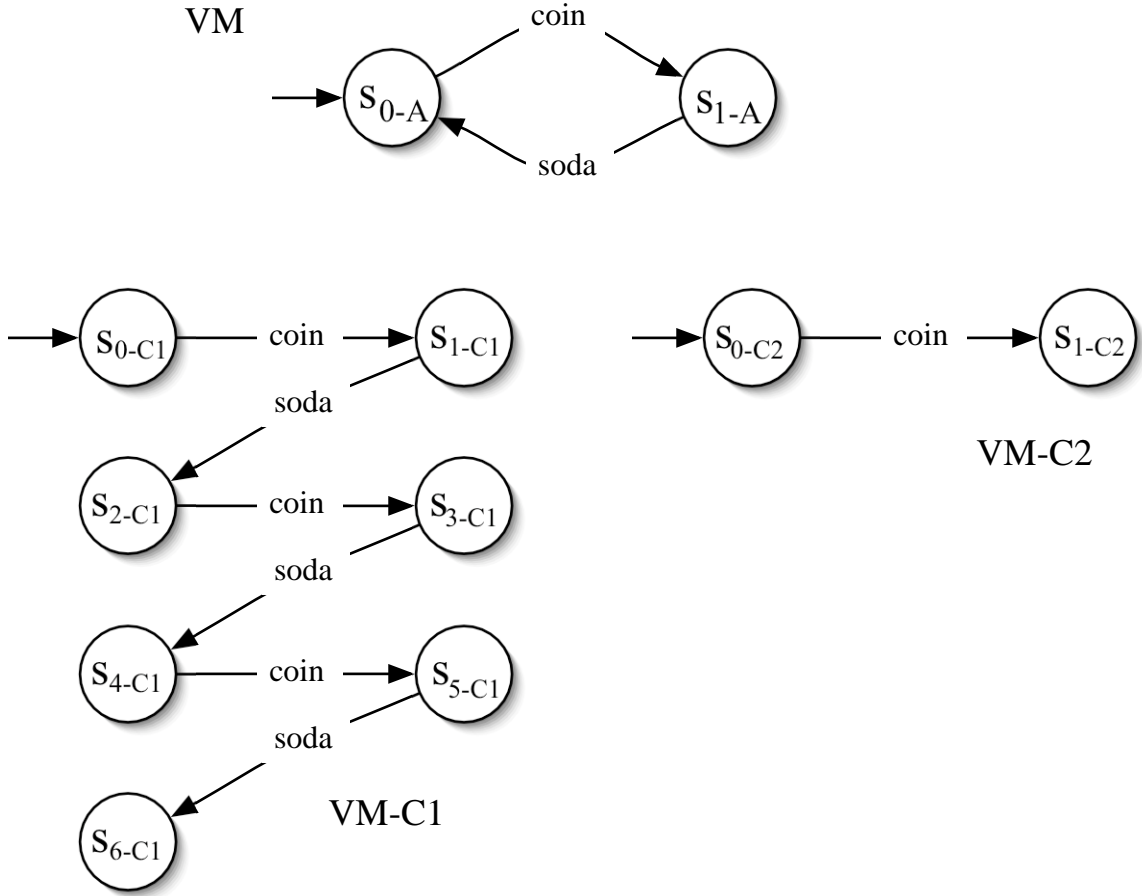 VM
coin
S0-A
S1-A
soda
S0-C1
coin
S1-C1
soda
S2-C1
coin
S3-C1
soda
S4-C1
coin
S5-C1
soda
S6-C1
VM-C1
S0-C2
coin
S1-C2
VM-C2